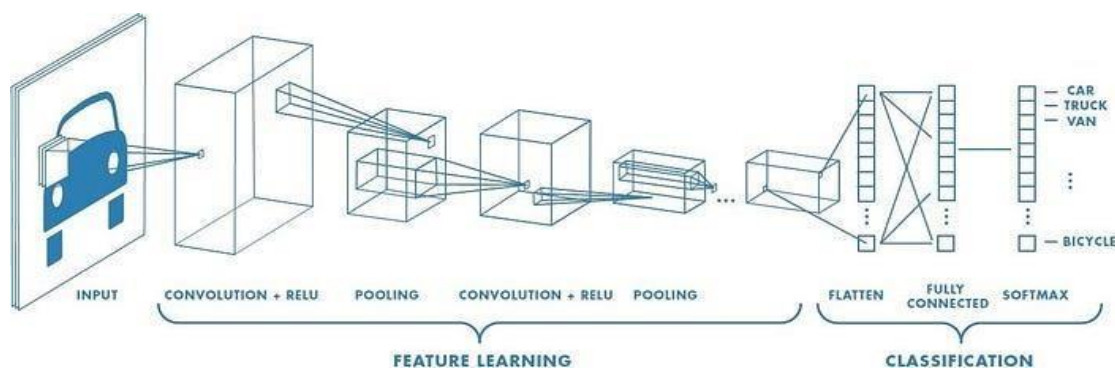 CAR
TRUCK
VAN
BICYCLE
INPUT
CONVOLUTION + RELU
POOLING
CONVOLUTION + RELU
POOLING
FLATTEN
FULLY
CONNECTED
SOFTMAX
FEATURE LEARNING
CLASSIFICATION